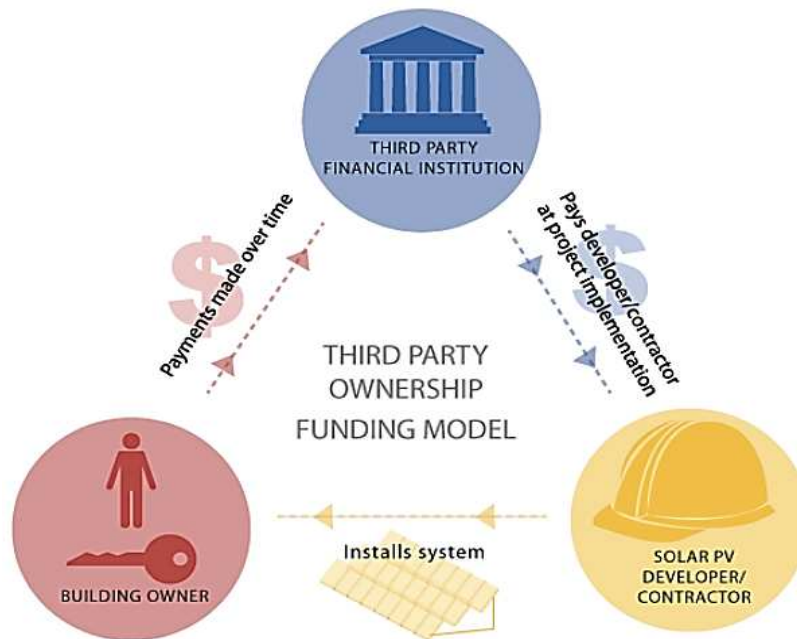 THIRD PARTY
FINANCIAL INSTITUTION
$
Payments made over time
$
Pays developer/contractor
at project implementation
THIRD PARTY
OWNERSHIP
FUNDING MODEL
BUILDING OWNER
Installs system
SOLAR PV
DEVELOPER/
CONTRACTOR